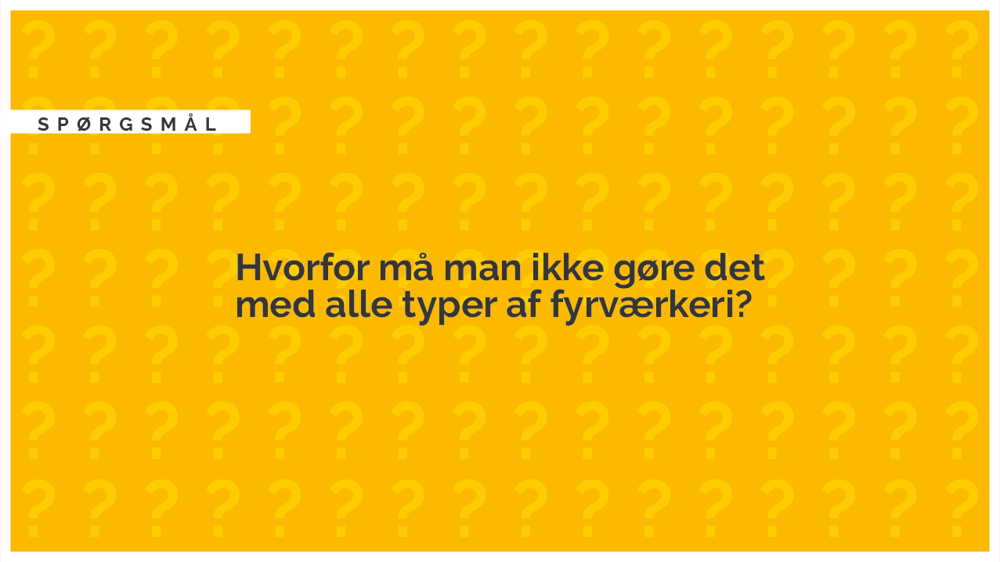 SPØRGSMÅL
Hvorfor må man ikke gøre det
med alle typer af fyrværkeri?